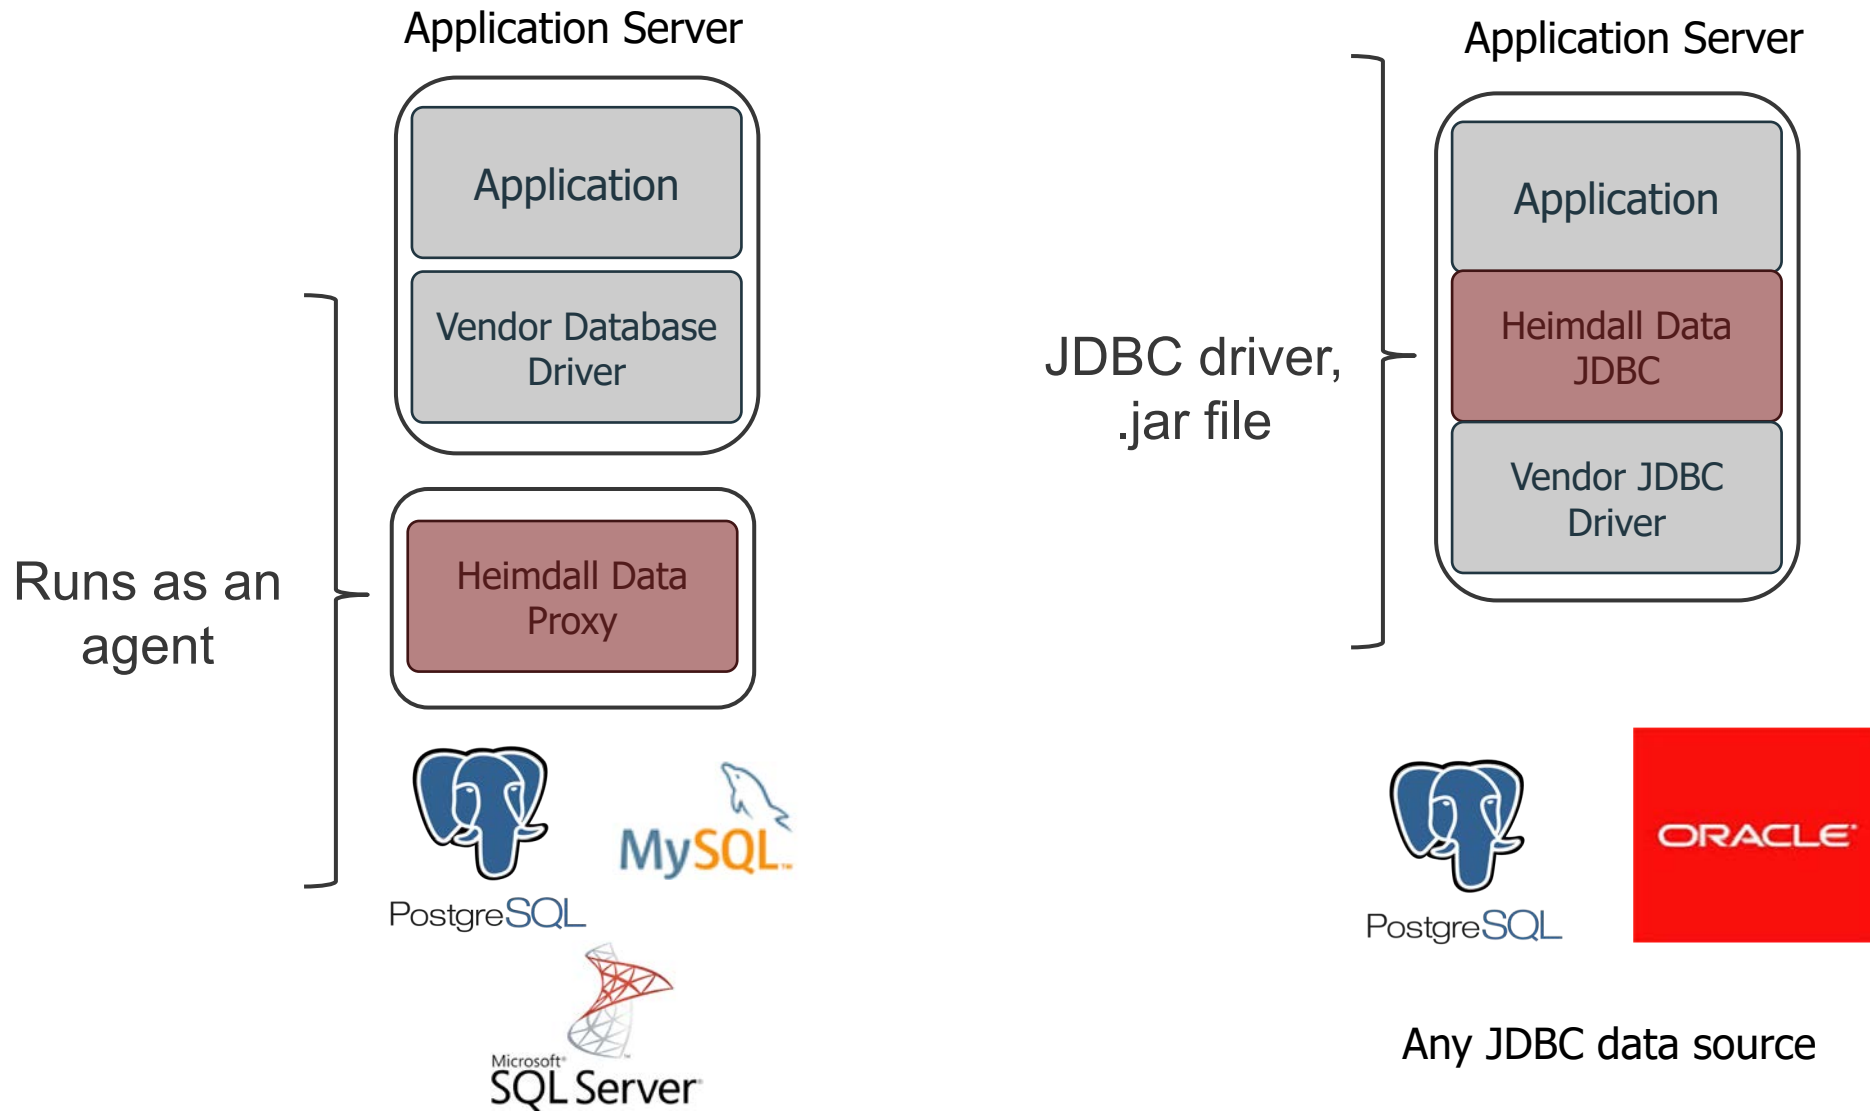 Application Server
Application
Vendor Database
Driver
Runs as an
agent
Heimdall Data
Proxy
PostgreSQL
MySQL™
Microsoft®
SQL Server®
Application Server
JDBC driver,
.jar file
Application
Heimdall Data
JDBC
Vendor JDBC
Driver
PostgreSQL
ORACLE®
Any JDBC data source